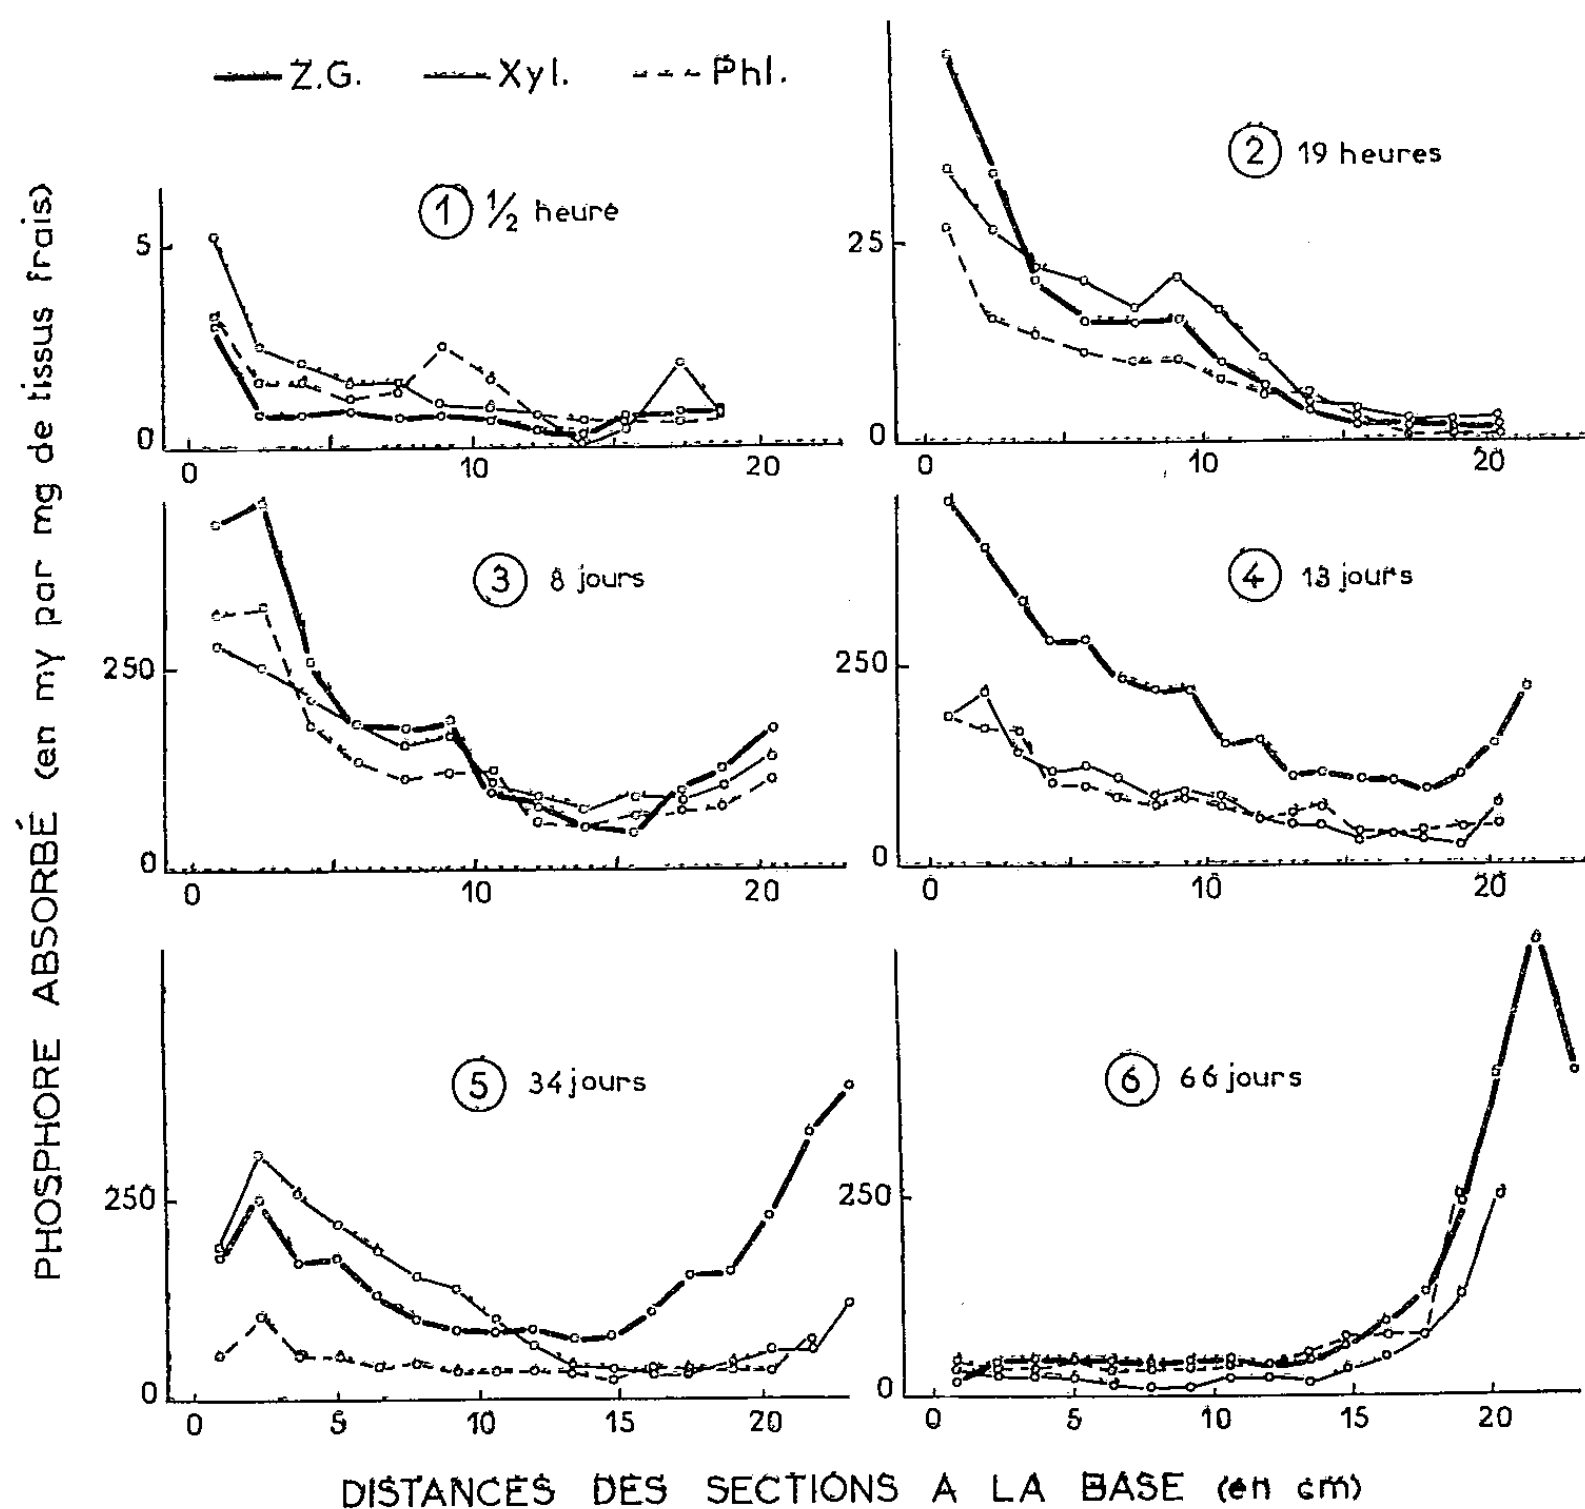 Z.G. Xyl. Phl.
① ½ heure
② 19 heures
5
0
0 10 20
25
0
0 10 20
③ 8 jours
④ 13 jours
250
0
0 10 20
250
0
0 10 20
⑤ 34 jours
⑥ 66 jours
250
0
0 5 10 15 20
250
0
0 5 10 15 20
PHOSPHORE ABSORBÉ (en mγ par mg de tissus frais)
DISTANCES DES SECTIONS A LA BASE (en cm)